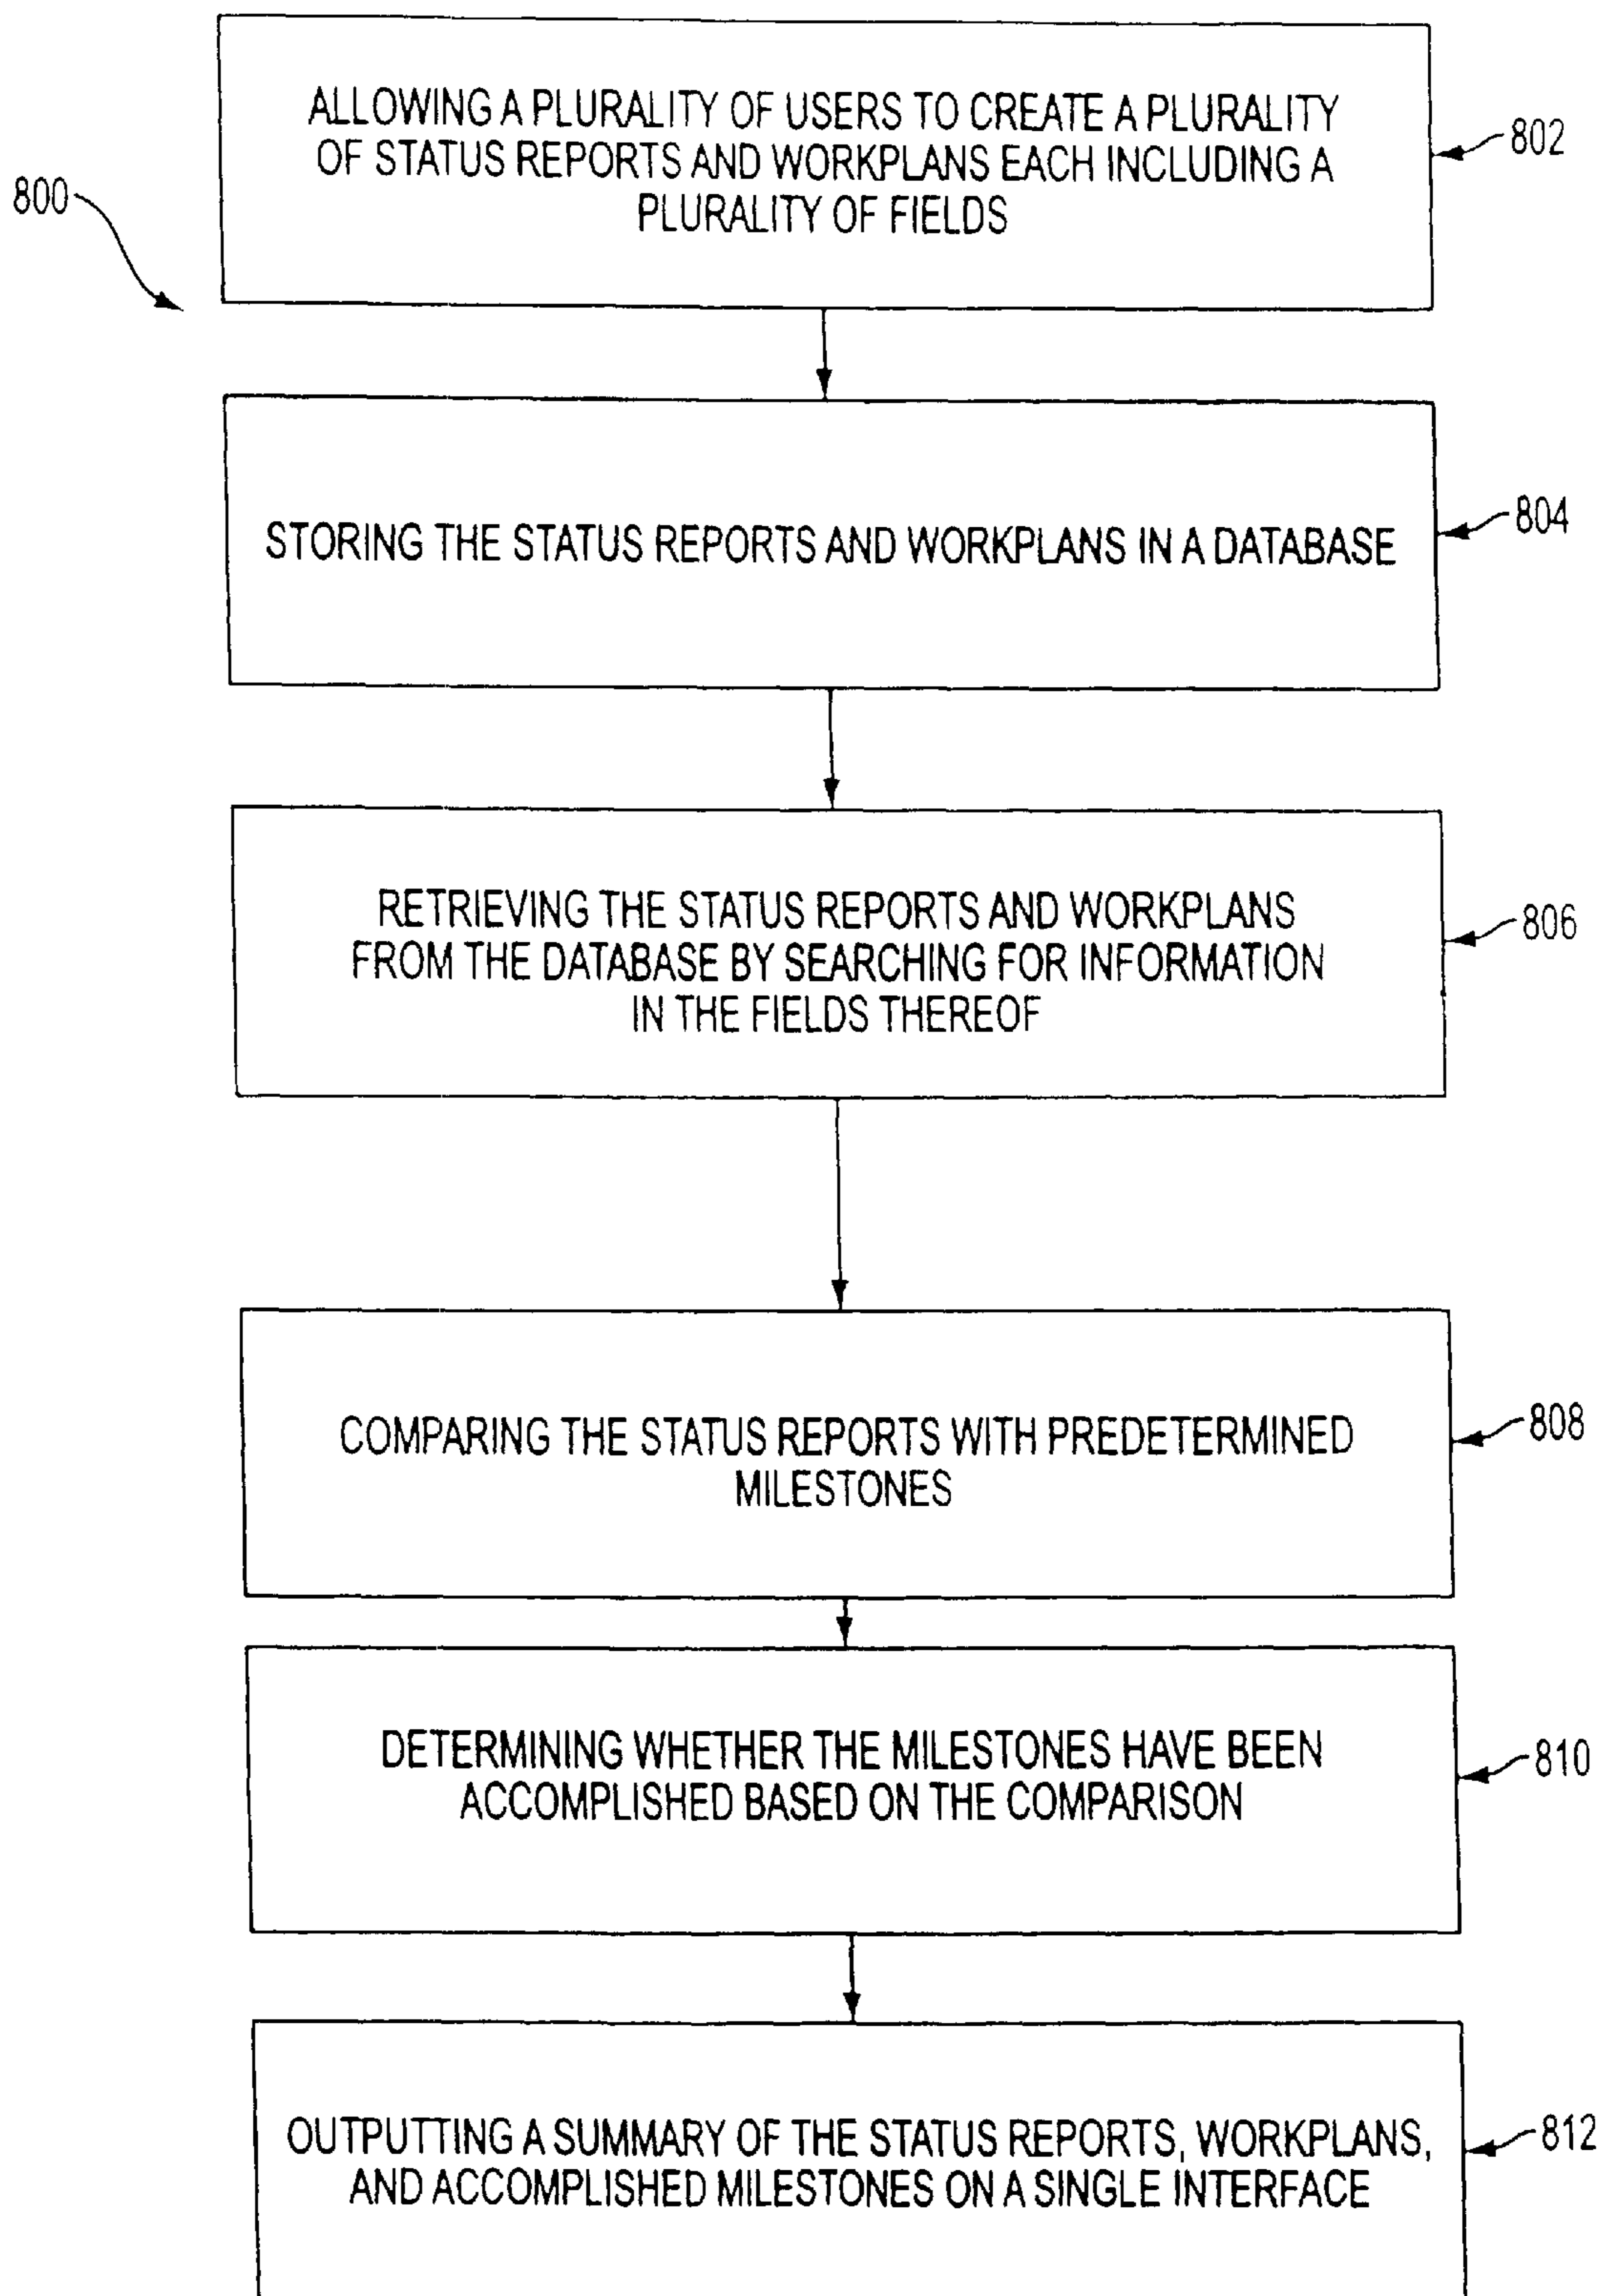 ALLOWING A PLURALITY OF USERS TO CREATE A PLURALITY
OF STATUS REPORTS AND WORKPLANS EACH INCLUDING A
PLURALITY OF FIELDS
802
800
STORING THE STATUS REPORTS AND WORKPLANS IN A DATABASE
804
RETRIEVING THE STATUS REPORTS AND WORKPLANS
FROM THE DATABASE BY SEARCHING FOR INFORMATION
IN THE FIELDS THEREOF
806
COMPARING THE STATUS REPORTS WITH PREDETERMINED
MILESTONES
808
DETERMINING WHETHER THE MILESTONES HAVE BEEN
ACCOMPLISHED BASED ON THE COMPARISON
810
OUTPUTTING A SUMMARY OF THE STATUS REPORTS, WORKPLANS,
AND ACCOMPLISHED MILESTONES ON A SINGLE INTERFACE
812